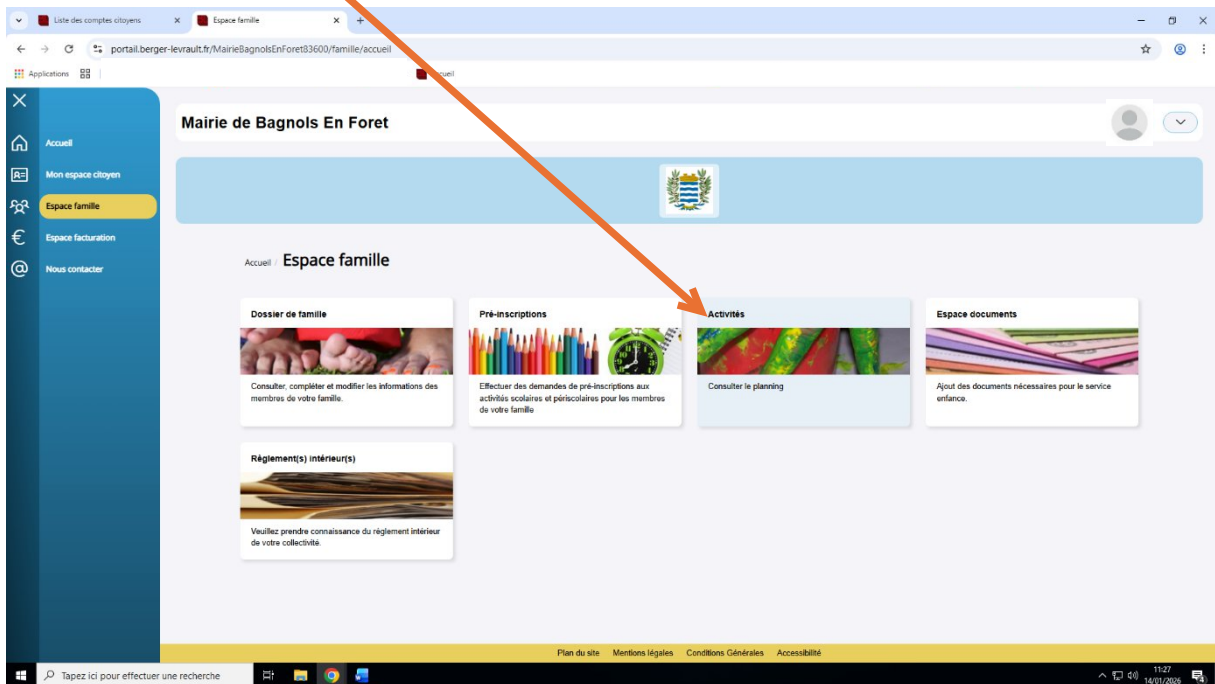 Liste des comptes citoyens
Espace famille
portail.berger-levrault.fr/MairieBagnolsEnForet83600/famille/accueil
Applications
Mairie de Bagnols En Foret
Accueil
Mon espace citoyen
Espace famille
Espace facturation
Nous contacter
Accueil / Espace famille
Dossier de famille
Consulter, compléter et modifier les informations des
membres de votre famille.
Pré-inscriptions
Effectuer des demandes de pré-inscriptions aux
activités scolaires et périscolaires pour les membres
de votre famille
Activités
Consulter le planning
Espace documents
Ajout des documents nécessaires pour le service
enfance.
Règlement(s) intérieur(s)
Veuillez prendre connaissance du règlement intérieur
de votre collectivité.
Plan du site Mentions légales Conditions Générales Accessibilité
Tapez ici pour effectuer une recherche
11:27
14/01/2026